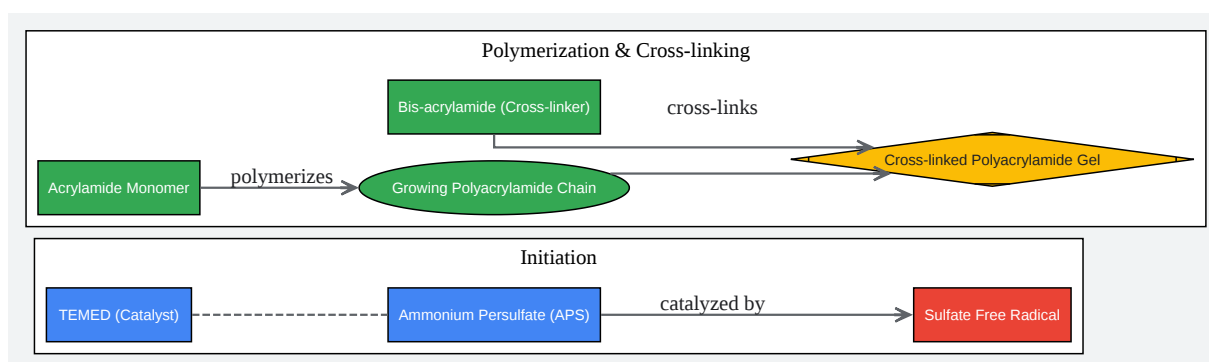 Polymerization & Cross-linking
Bis-acrylamide (Cross-linker)
cross-links
Cross-linked Polyacrylamide Gel
Acrylamide Monomer
polymerizes
Growing Polyacrylamide Chain
Initiation
TEMED (Catalyst)
Ammonium Persulfate (APS)
catalyzed by
Sulfate Free Radical